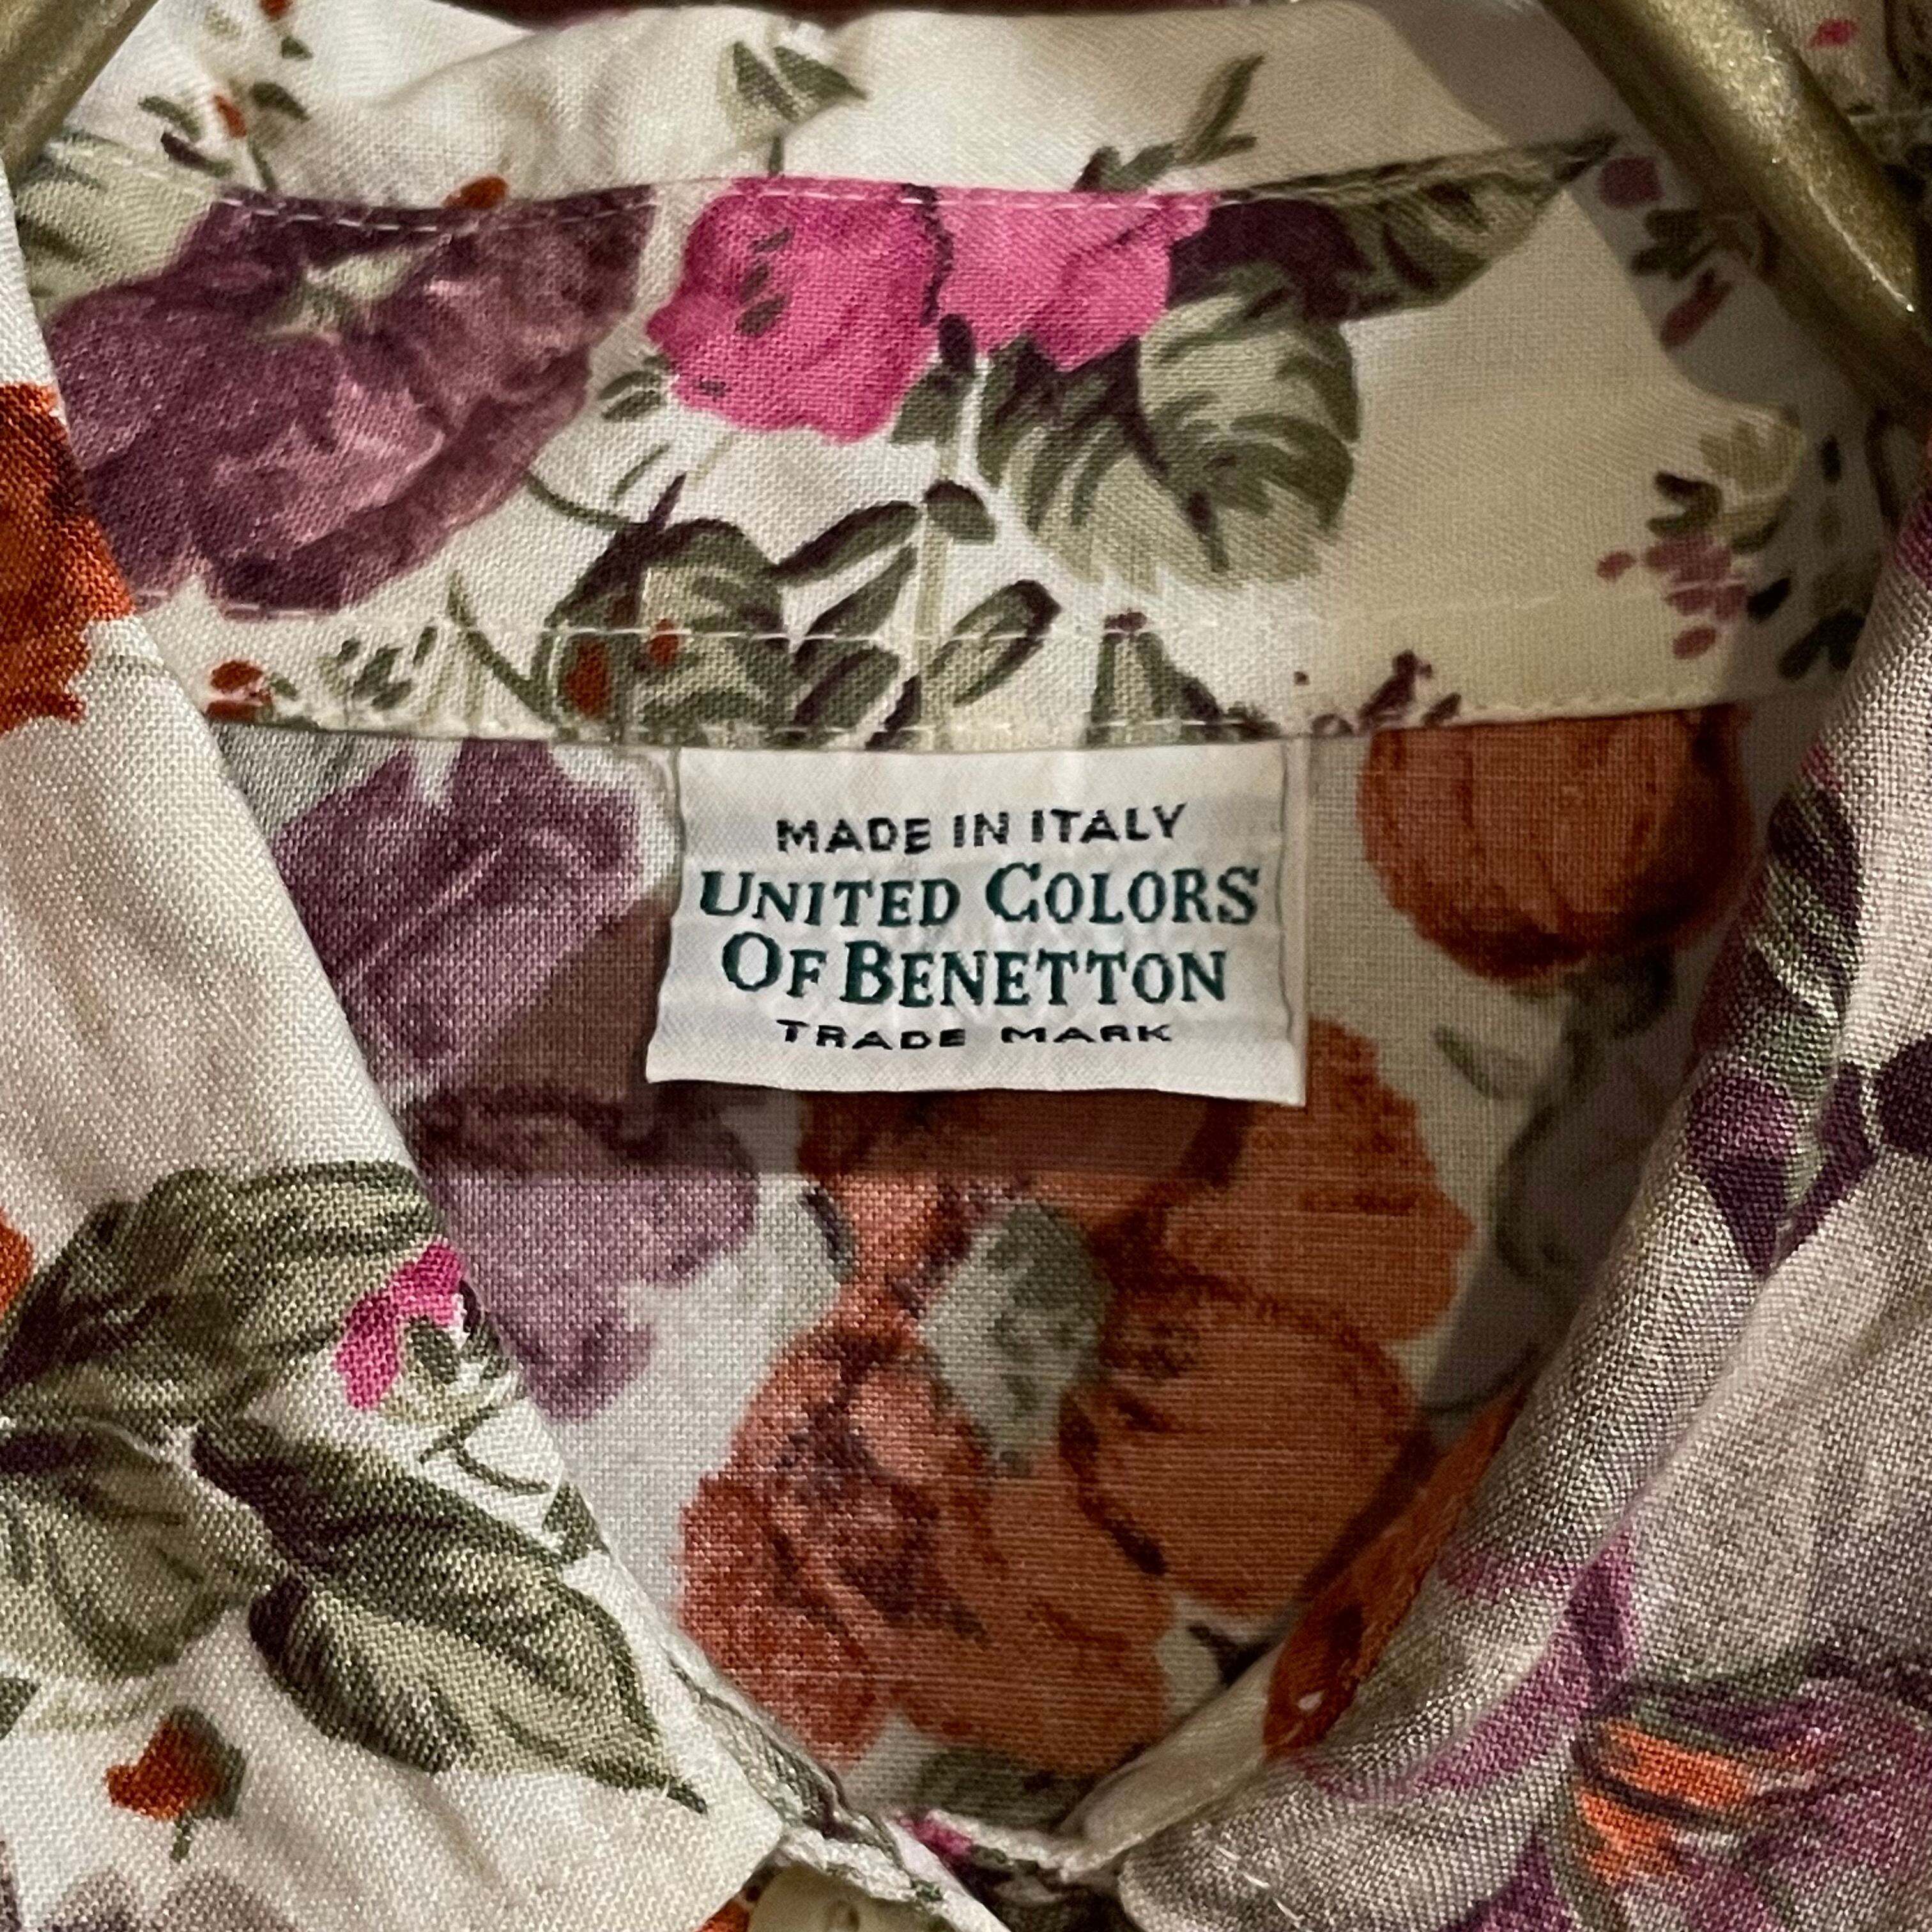 MADE IN ITALY
UNITED COLORS
OF BENETTON
TRADE MARK